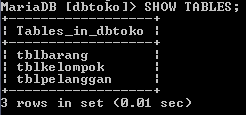 MariaDB [dbtoko]> SHOW TABLES;
+------------------+
| Tables_in_dbtoko |
+------------------+
| tblbarang        |
| tblkelompok      |
| tblpelanggan     |
+------------------+
3 rows in set (0.01 sec)